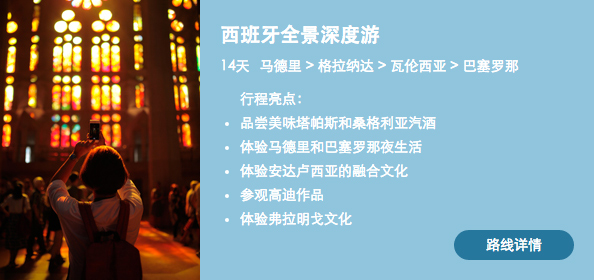 西班牙全景深度游
14天 马德里 > 格拉纳达 > 瓦伦西亚 > 巴塞罗那
行程亮点：
• 品尝美味塔帕斯和桑格利亚汽酒
• 体验马德里和巴塞罗那夜生活
• 体验安达卢西亚的融合文化
• 参观高迪作品
• 体验弗拉明戈文化
路线详情